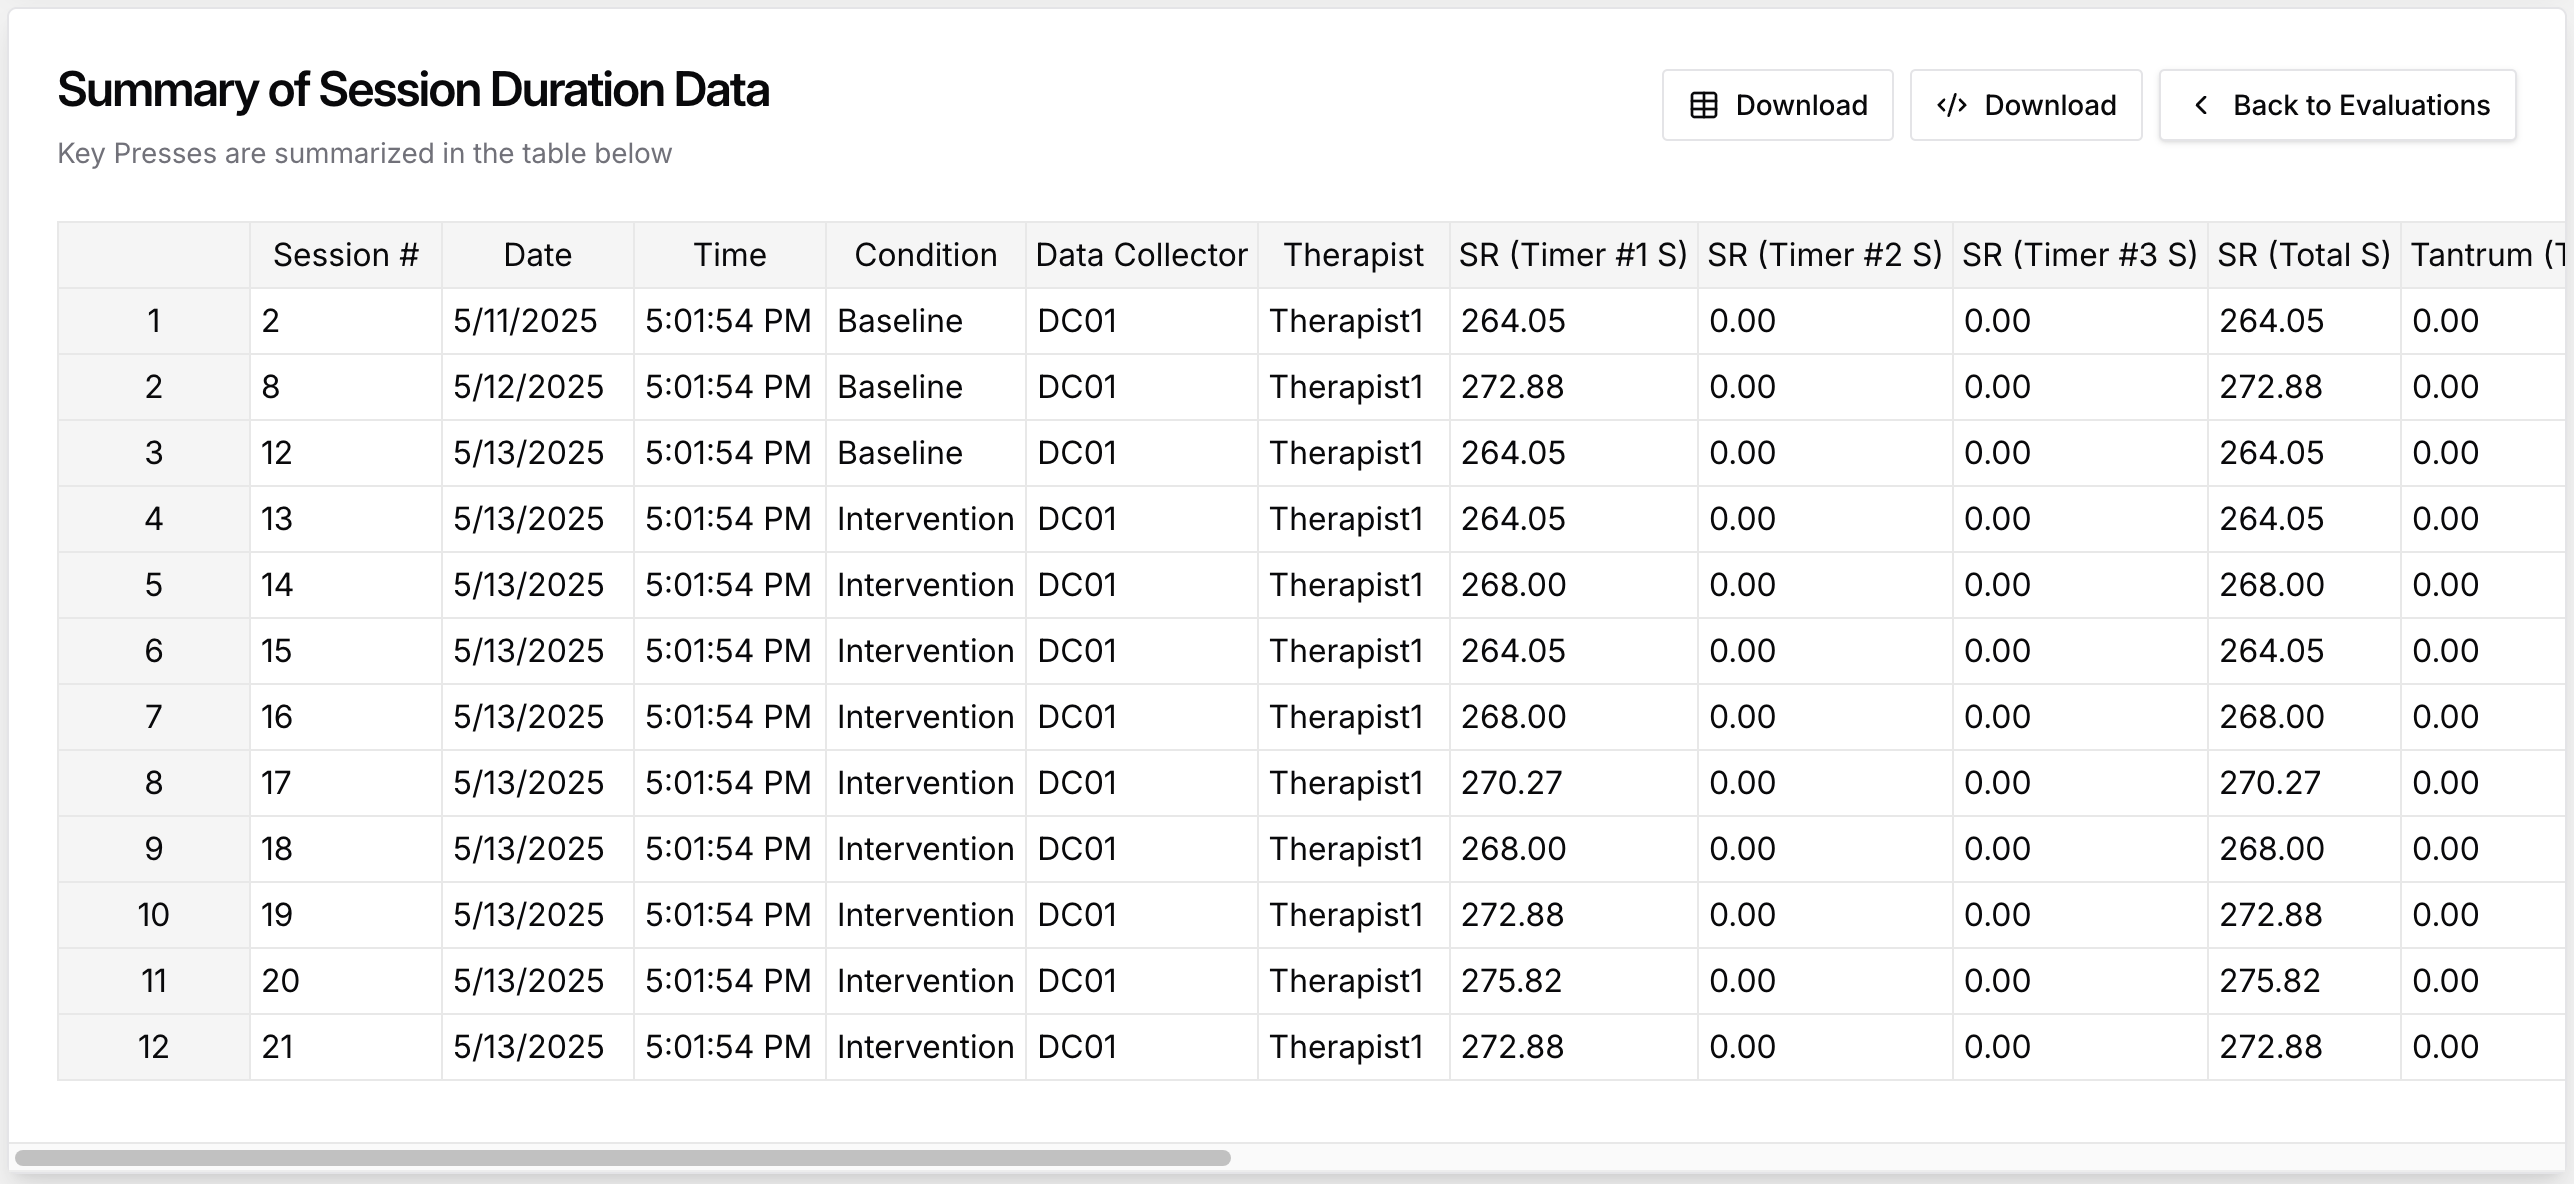 Summary of Session Duration Data
Download
Download
Back to Evaluations
Key Presses are summarized in the table below
Session # Date Time Condition Data Collector Therapist SR (Timer #1 S) SR (Timer #2 S) SR (Timer #3 S) SR (Total S) Tantrum (T
1 2 5/11/2025 5:01:54 PM Baseline DC01 Therapist1 264.05 0.00 0.00 264.05 0.00
2 8 5/12/2025 5:01:54 PM Baseline DC01 Therapist1 272.88 0.00 0.00 272.88 0.00
3 12 5/13/2025 5:01:54 PM Baseline DC01 Therapist1 264.05 0.00 0.00 264.05 0.00
4 13 5/13/2025 5:01:54 PM Intervention DC01 Therapist1 264.05 0.00 0.00 264.05 0.00
5 14 5/13/2025 5:01:54 PM Intervention DC01 Therapist1 268.00 0.00 0.00 268.00 0.00
6 15 5/13/2025 5:01:54 PM Intervention DC01 Therapist1 264.05 0.00 0.00 264.05 0.00
7 16 5/13/2025 5:01:54 PM Intervention DC01 Therapist1 268.00 0.00 0.00 268.00 0.00
8 17 5/13/2025 5:01:54 PM Intervention DC01 Therapist1 270.27 0.00 0.00 270.27 0.00
9 18 5/13/2025 5:01:54 PM Intervention DC01 Therapist1 268.00 0.00 0.00 268.00 0.00
10 19 5/13/2025 5:01:54 PM Intervention DC01 Therapist1 272.88 0.00 0.00 272.88 0.00
11 20 5/13/2025 5:01:54 PM Intervention DC01 Therapist1 275.82 0.00 0.00 275.82 0.00
12 21 5/13/2025 5:01:54 PM Intervention DC01 Therapist1 272.88 0.00 0.00 272.88 0.00